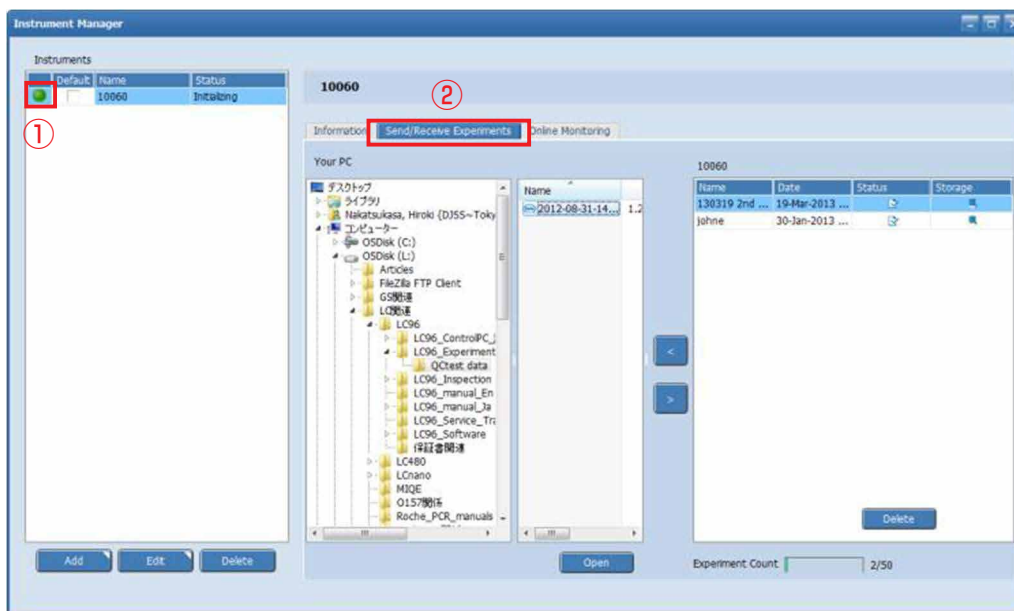 Instrument Manager
Instruments
Default Name Status
10060 Initializing
①
10060
②
Information Send/Receive Experiments Online Monitoring
Your PC
デスクトップ
ライブラリ
Nakatsukasa, Hiroki {DJSS~Toky
コンピューター
OSDisk (C:)
OSDisk (L:)
Articles
FileZilla FTP Client
GS関連
LC関連
LC96
LC96_ControlPC_
LC96_Experiment
QCtest data
LC96_Inspection
LC96_manual_En
LC96_manual_Ja
LC96_Service_Tra
LC96_Software
保証書関連
LC480
LCnano
MIQE
O157関係
Roche_PCR_manuals
Name
2012-08-31-14... 1.2
<
>
10060
Name Date Status Storage
130319 2nd ... 19-Mar-2013 ...
johne 30-Jan-2013 ...
Delete
Add Edit Delete
Open
Experiment Count 2/50